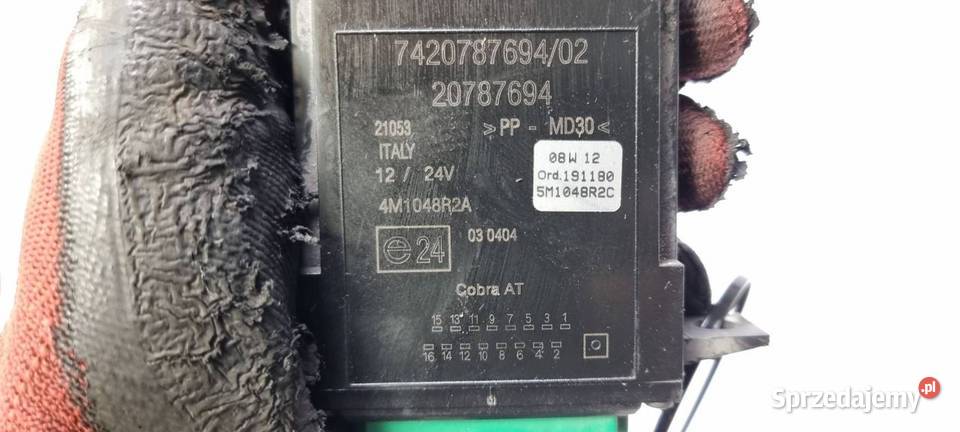 7420787694/02
20787694
21053 >PP - MD30<
ITALY
12 / 24V
4M1048R2A
08W 12
Ord.191180
5M1048R2C
e24 03 0404
Cobra AT
15 13 11 9 7 5 3 1
16 14 12 10 8 6 4 2
Sprzedajemy.pl